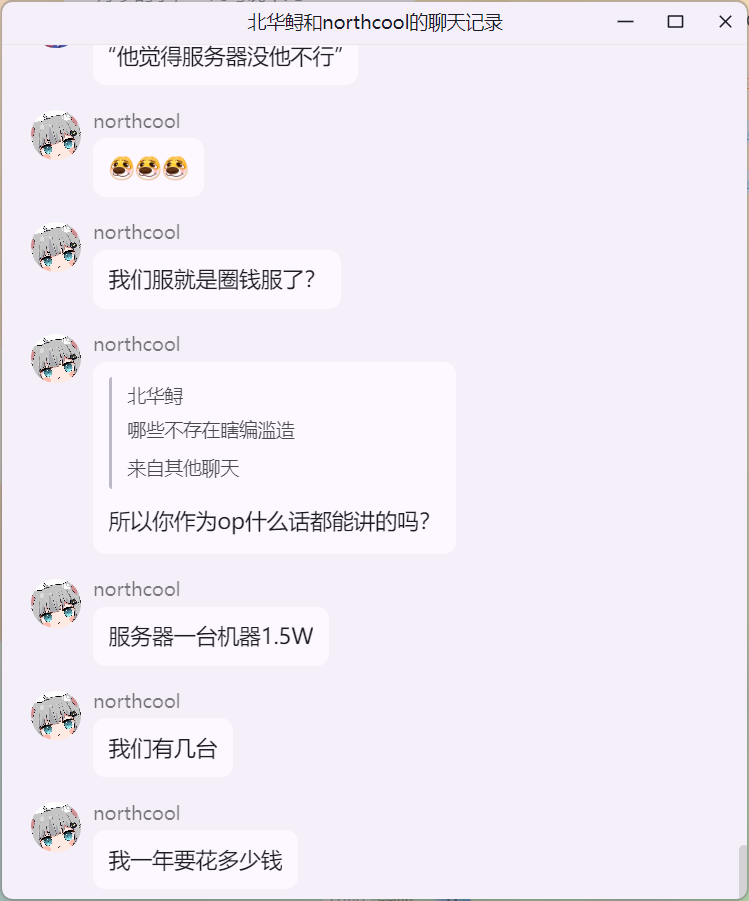 北华鲟和northcool的聊天记录
“他觉得服务器没他不行”
northcool
northcool
我们服就是圈钱服了？
northcool
北华鲟
哪些不存在瞎编滥造
来自其他聊天
所以你作为op什么话都能讲的吗？
northcool
服务器一台机器1.5W
northcool
我们有几台
northcool
我一年要花多少钱